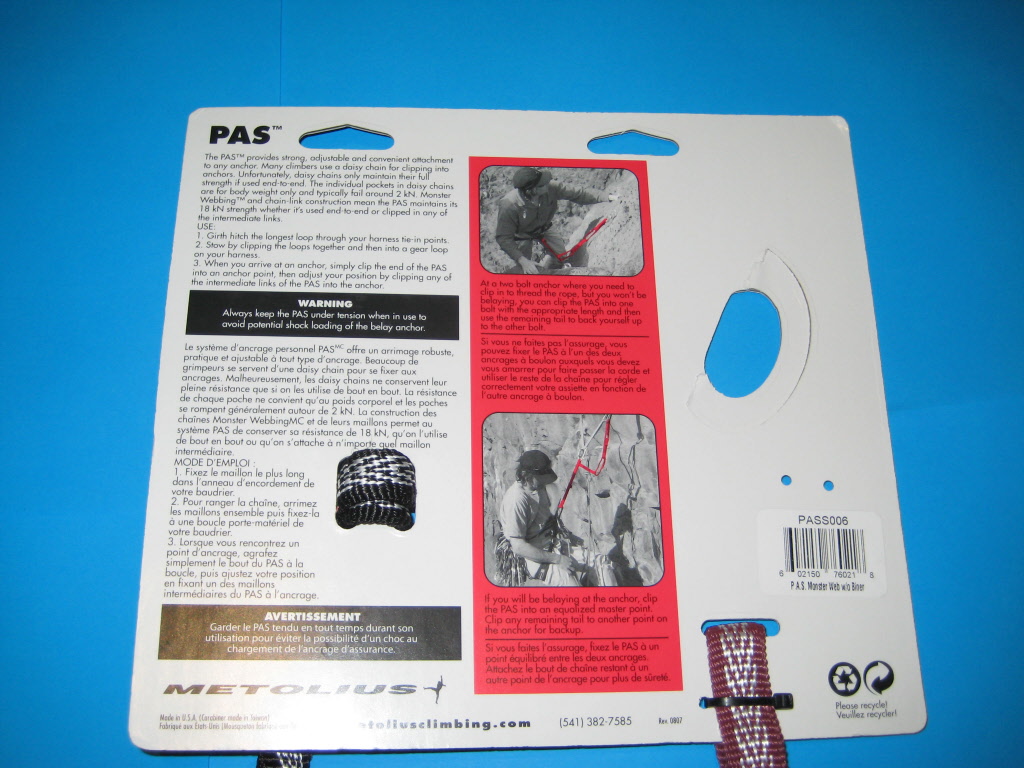 PAS™
The PAS™ provides strong, adjustable and convenient attachment
to any anchor. Many climbers use a daisy chain for clipping into
anchors. Unfortunately, daisy chains only maintain their full
strength if used end-to-end. The individual pockets in daisy chains
are for body weight only and typically fail around 2 kN. Monster
Webbing™ and chain-link construction mean the PAS maintains its
18 kN strength whether it's used end-to-end or clipped in any of
the intermediate links.
USE:
1. Girth hitch the longest loop through your harness tie-in points.
2. Stow by clipping the loops together and then into a gear loop
on your harness.
3. When you arrive at an anchor, simply clip the end of the PAS
into an anchor point, then adjust your position by clipping any of
the intermediate links of the PAS into the anchor.
WARNING
Always keep the PAS under tension when in use to
avoid potential shock loading of the belay anchor.
Le système d'ancrage personnel PASMC offre un arrimage robuste,
pratique et ajustable à tout type d'ancrage. Beaucoup de
grimpeurs se servent d'une daisy chain pour se fixer aux
ancrages. Malheureusement, les daisy chains ne conservent leur
pleine résistance que si on les utilise de bout en bout. La résistance
de chaque poche ne convient qu'au poids corporel et les poches
se rompent généralement autour de 2 kN. La construction des
chaînes Monster WebbingMC et de leurs maillons permet au
système PAS de conserver sa résistance de 18 kN, qu'on l'utilise
de bout en bout ou qu'on s'attache à n'importe quel maillon
intermédiaire.
MODE D'EMPLOI :
1. Fixez le maillon le plus long
dans l'anneau d'encordement de
votre baudrier.
2. Pour ranger la chaîne, arrimez
les maillons ensemble puis fixez-la
à une boucle porte-matériel de
votre baudrier.
3. Lorsque vous rencontrez un
point d'ancrage, agrafez
simplement le bout du PAS à la
boucle, puis ajustez votre position
en fixant un des maillons
intermédiaires du PAS à l'ancrage.
AVERTISSEMENT
Garder le PAS tendu en tout temps durant son
utilisation pour éviter la possibilité d'un choc au
chargement de l'ancrage d'assurance.
METOLIUS
Made in U.S.A. (Carabiner made in Taiwan)
Fabriqué aux États-Unis (Mousquetons
toliusclimbing.com
(541) 382-7585
Rev. 0807
At a two bolt anchor where you need to
clip in to thread the rope, but you won't be
belaying, you can clip the PAS into one
bolt with the appropriate length and then
use the remaining tail to back yourself up
to the other bolt.
Si vous ne faites pas l'assurage, vous
pouvez fixer le PAS à l'un des deux
ancrages à boulon auxquels vous devez
vous amarrer pour faire passer la corde et
utiliser le reste de la chaîne pour régler
correctement votre assiette en fonction de
l'autre ancrage à boulon.
If you will be belaying at the anchor, clip
the PAS into an equalized master point.
Clip any remaining tail to another point on
the anchor for backup.
Si vous faites l'assurage, fixez le PAS à un
point équilibré entre les deux ancrages.
Attachez le bout de chaîne restant à un
autre point de l'ancrage pour plus de sûreté.
PASS006
6 02150 76021 8
P.A.S. Monster Web w/o Biner
Please recycle!
Veuillez recycler!